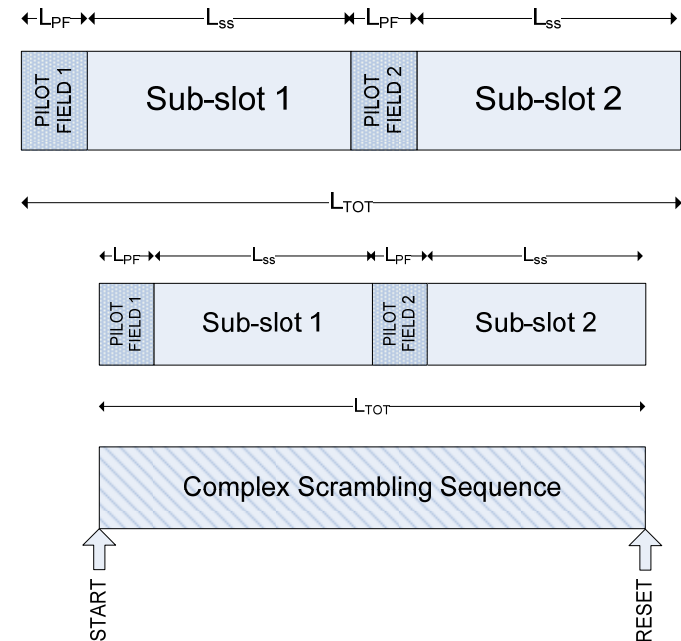 LPF Lss LPF Lss
PILOT FIELD 1
Sub-slot 1
PILOT FIELD 2
Sub-slot 2
LTOT
LPF Lss LPF Lss
PILOT FIELD 1
Sub-slot 1
PILOT FIELD 2
Sub-slot 2
LTOT
Complex Scrambling Sequence
START
RESET